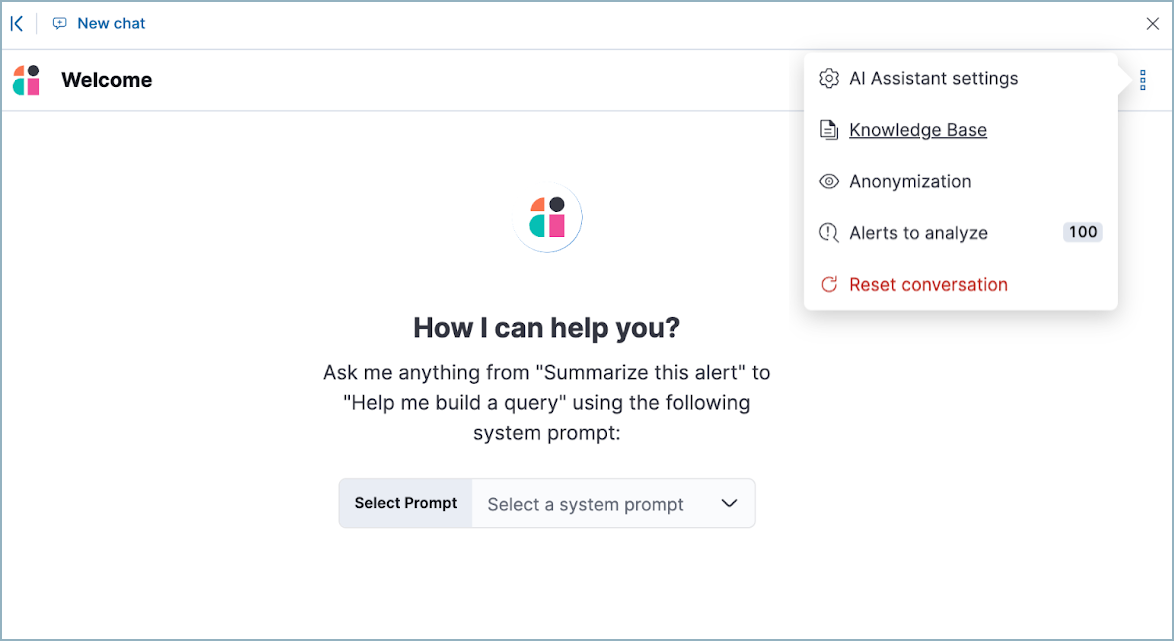 New chat
Welcome
AI Assistant settings
Knowledge Base
Anonymization
Alerts to analyze 100
Reset conversation
How I can help you?
Ask me anything from "Summarize this alert" to
"Help me build a query" using the following
system prompt:
Select Prompt Select a system prompt